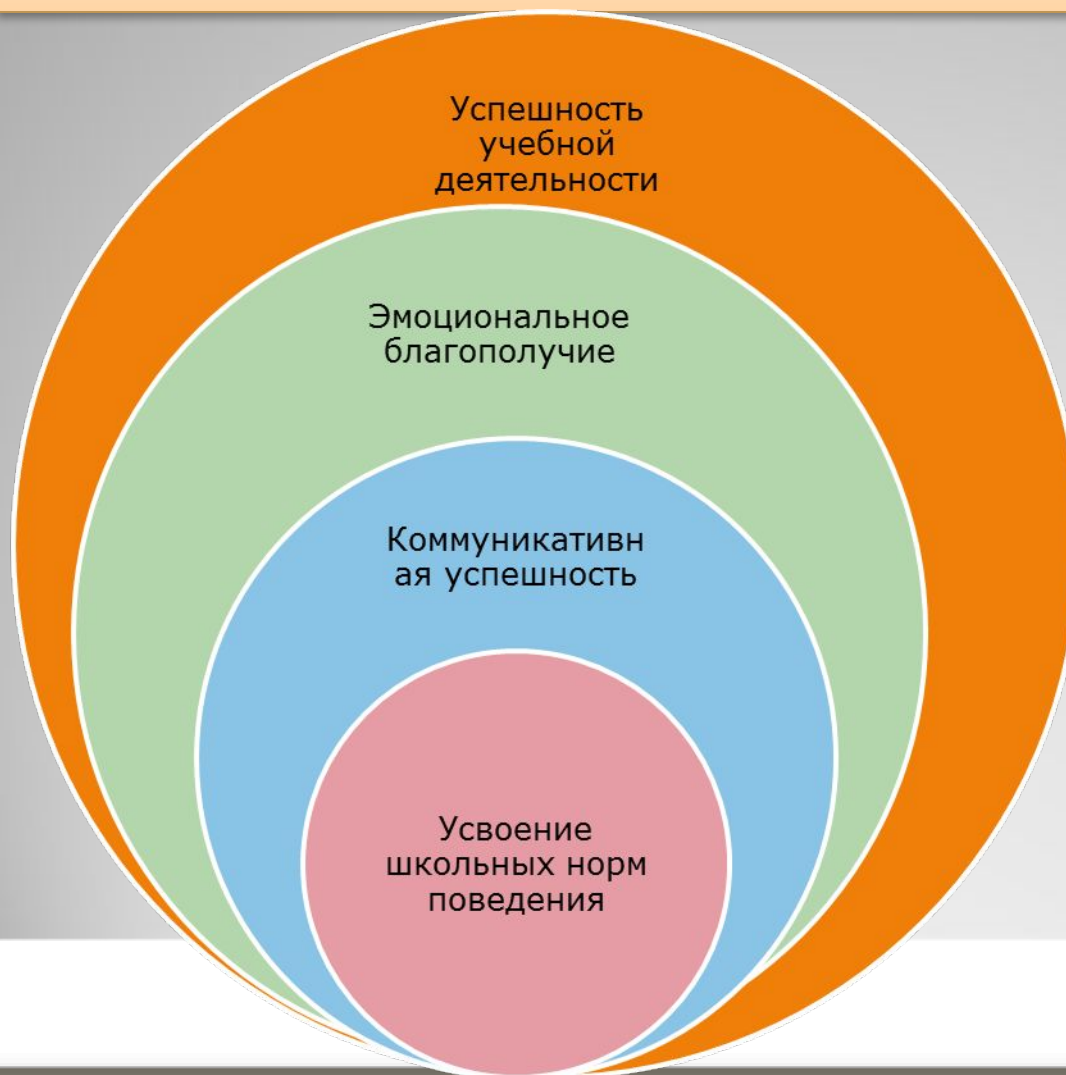 Успешность
учебной
деятельности
Эмоциональное
благополучие
Коммуникативн
ая успешность
Усвоение
школьных норм
поведения